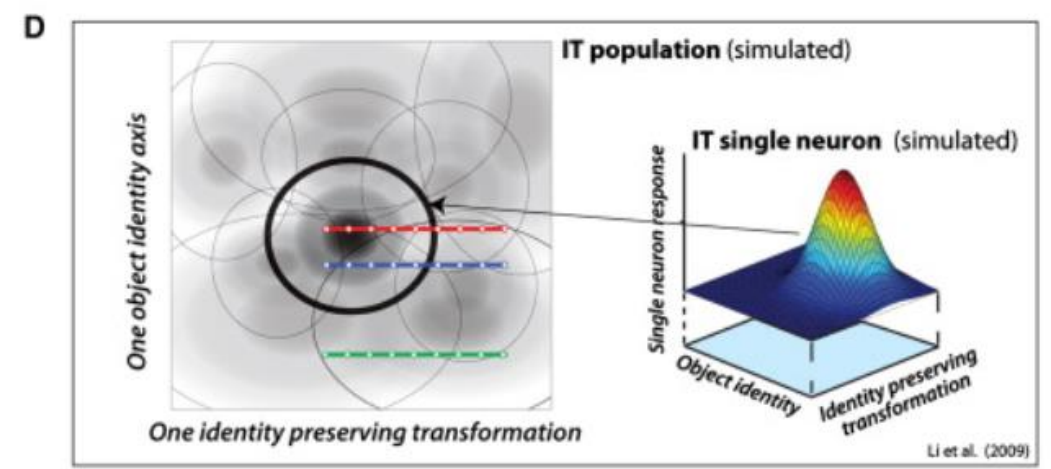 D
IT population (simulated)
One object identity axis
One identity preserving transformation
IT single neuron (simulated)
Single neuron response
Object identity
Identity preserving
transformation
Li et al. (2009)